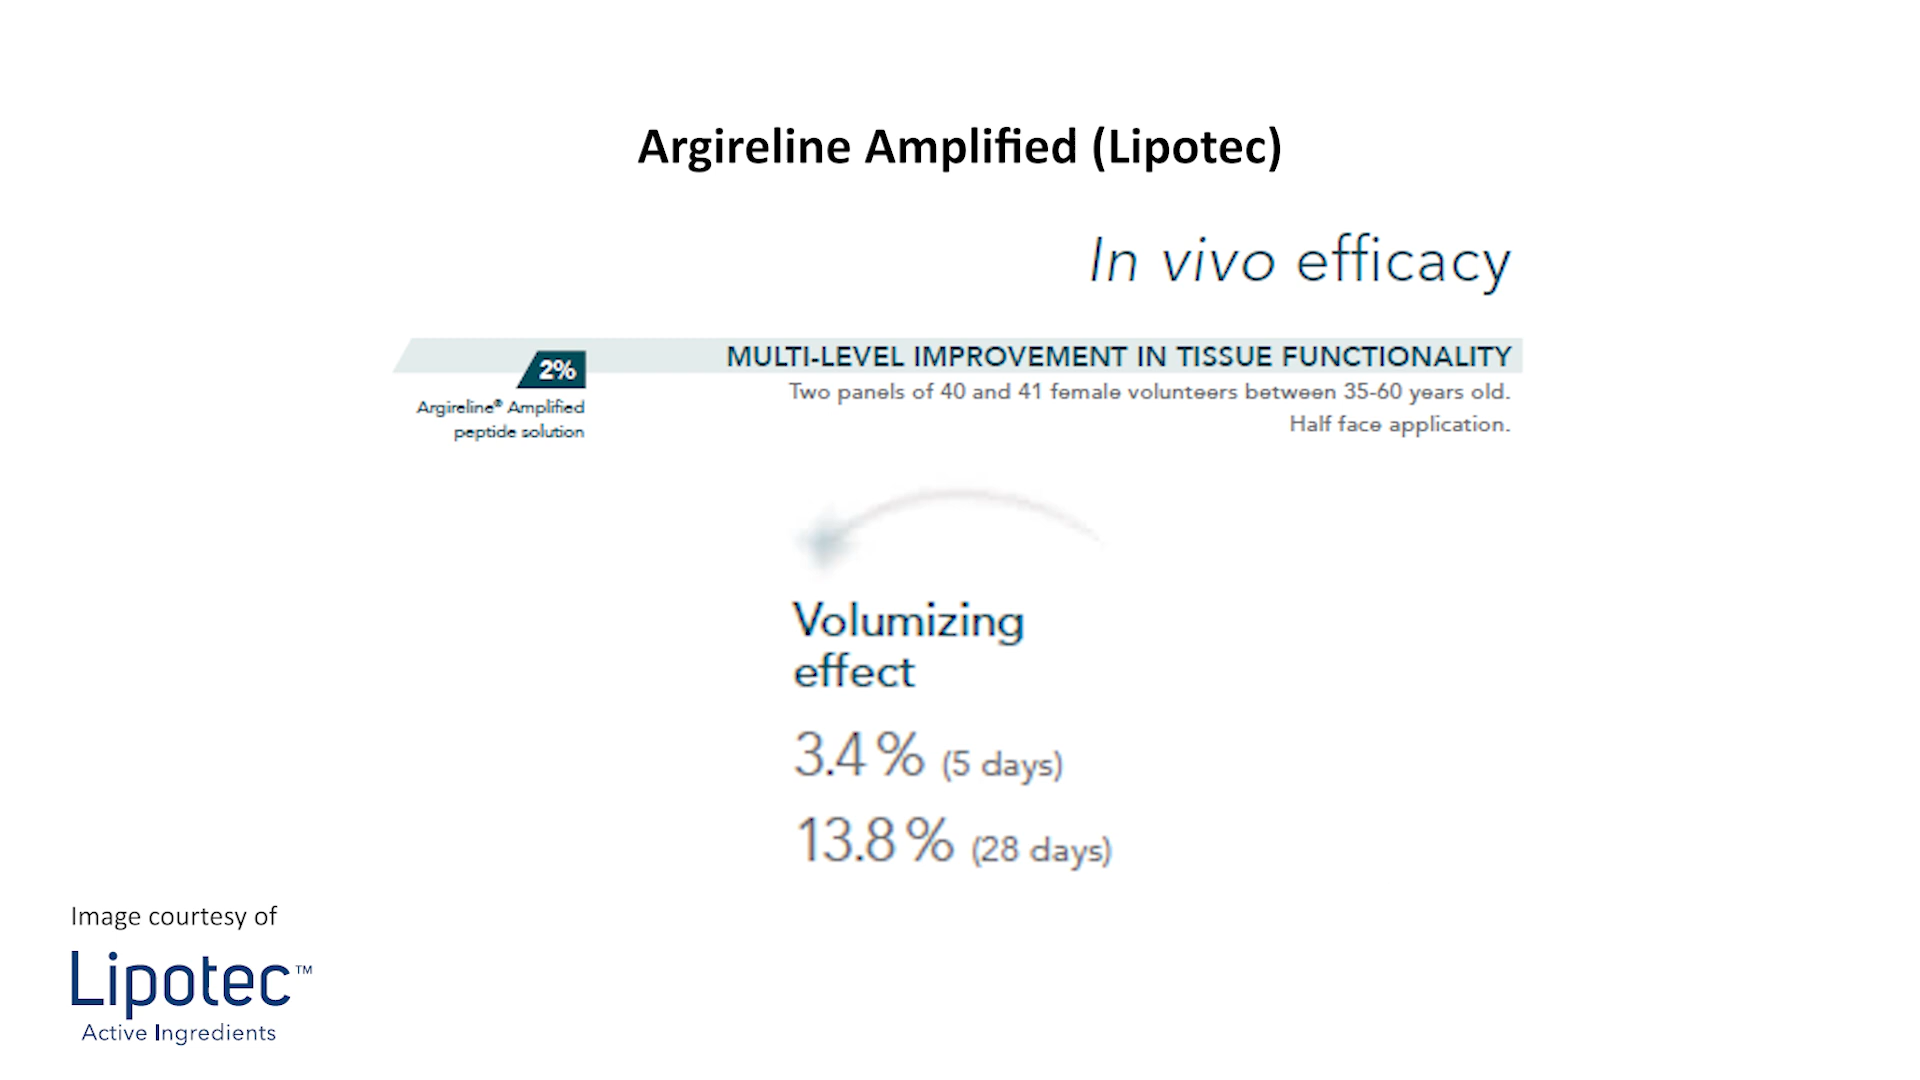 Argireline Amplified (Lipotec)
In vivo efficacy
MULTI-LEVEL IMPROVEMENT IN TISSUE FUNCTIONALITY
2%
Two panels of 40 and 41 female volunteers between 35-60 years old.
Argireline® Amplified
Half face application.
peptide solution
Volumizing
effect
3.4% (5 days)
13.8% (28 days)
Image courtesy of
Lipotec™
Active Ingredients